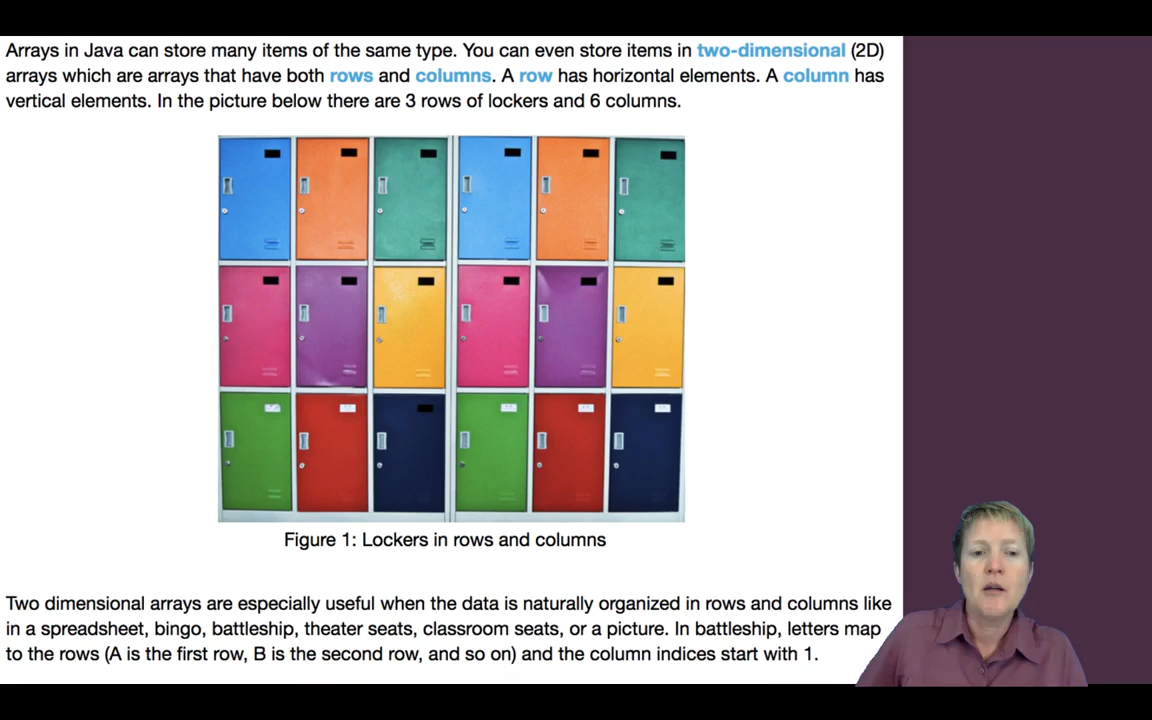 Arrays in Java can store many items of the same type. You can even store items in two-dimensional (2D)
arrays which are arrays that have both rows and columns. A row has horizontal elements. A column has
vertical elements. In the picture below there are 3 rows of lockers and 6 columns.
Figure 1: Lockers in rows and columns
Two dimensional arrays are especially useful when the data is naturally organized in rows and columns like
in a spreadsheet, bingo, battleship, theater seats, classroom seats, or a picture. In battleship, letters map
to the rows (A is the first row, B is the second row, and so on) and the column indices start with 1.